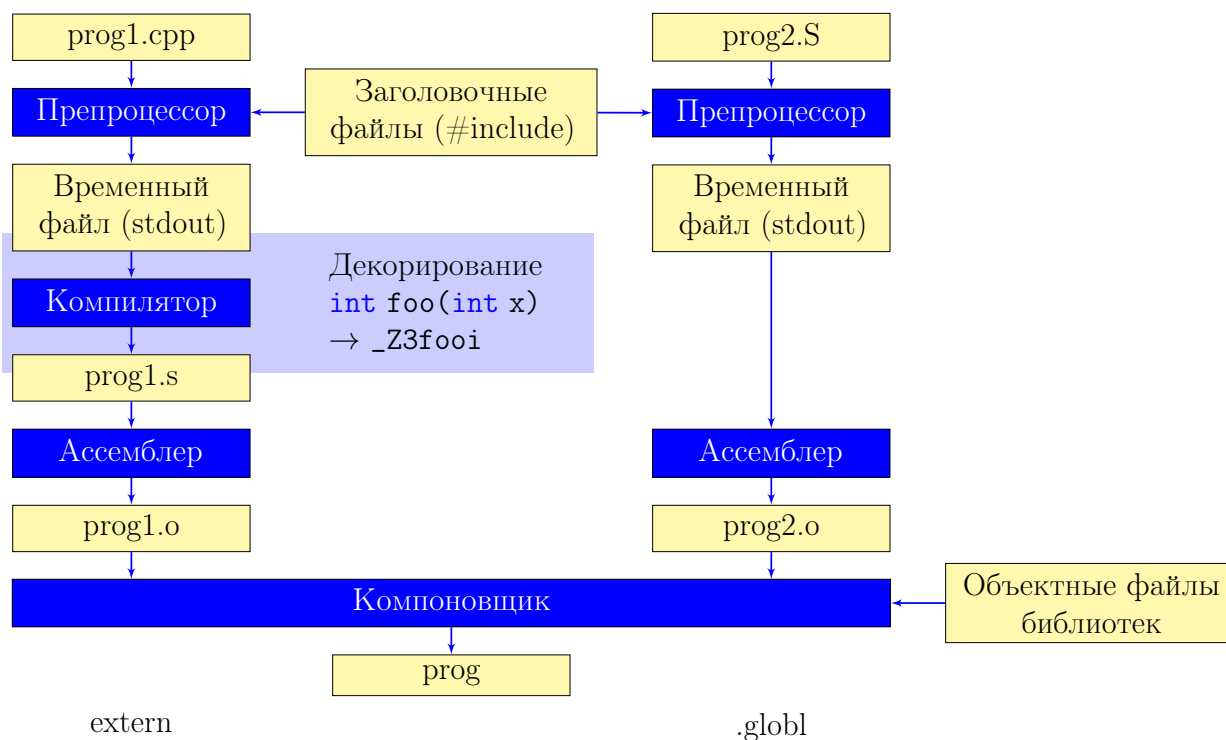 prog1.cpp
prog2.S
Препроцессор
Заголовочные
файлы (#include)
Препроцессор
Временный
файл (stdout)
Временный
файл (stdout)
Компилятор
Декорирование
int foo(int x)
→ _Z3fooi
prog1.s
Ассемблер
Ассемблер
prog1.o
prog2.o
Компоновщик
Объектные файлы
библиотек
prog
extern
.globl